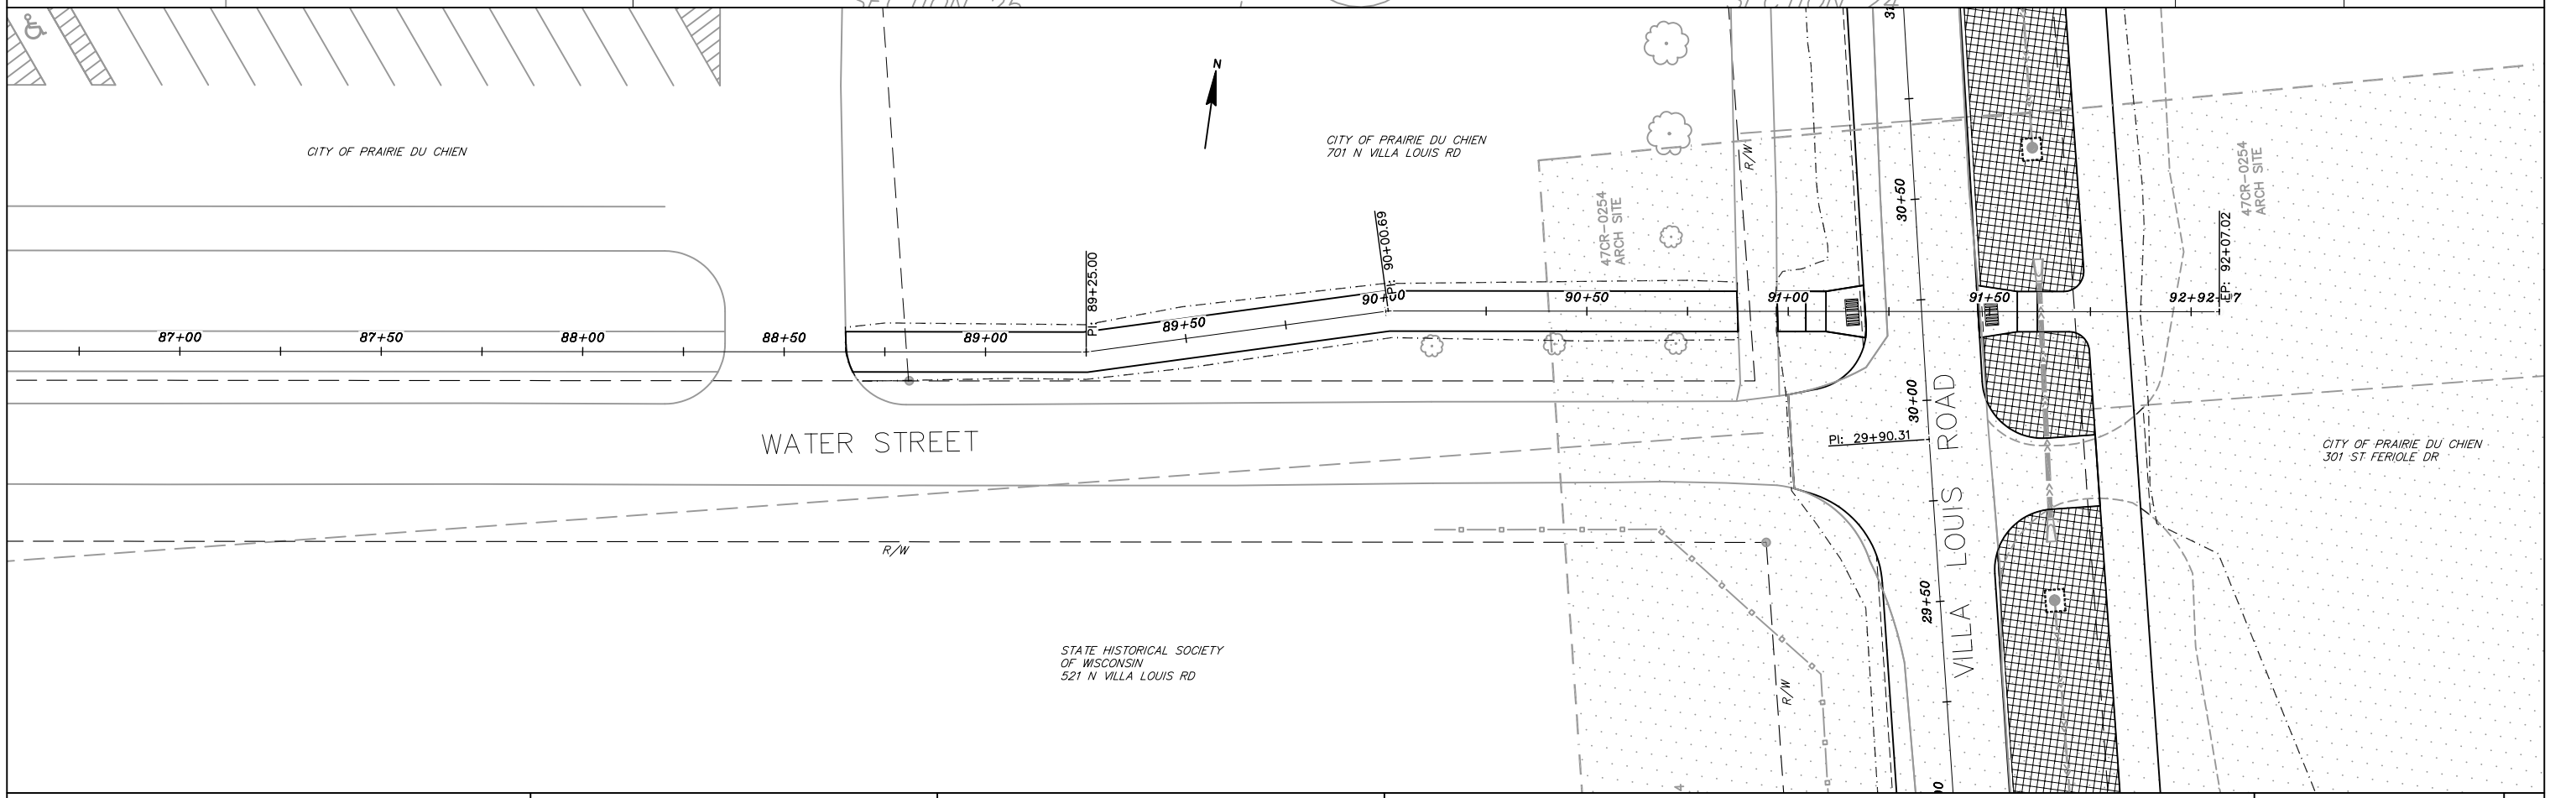 CITY OF PRAIRIE DU CHIEN
N
CITY OF PRAIRIE DU CHIEN
701 N VILLA LOUIS RD
R/W
47CR-0254
ARCH SITE
47CR-0254
ARCH SITE
30+50
PI: 89+25.00
PI: 90+00.69
EP: 92+07.02
87+00
87+50
88+00
88+50
89+00
89+50
90+00
90+50
91+00
91+50
92+00
30+00
PI: 29+90.31
WATER STREET
VILLA LOUIS ROAD
CITY OF PRAIRIE DU CHIEN
301 ST FERIOLE DR
R/W
29+50
STATE HISTORICAL SOCIETY
OF WISCONSIN
521 N VILLA LOUIS RD
R/W